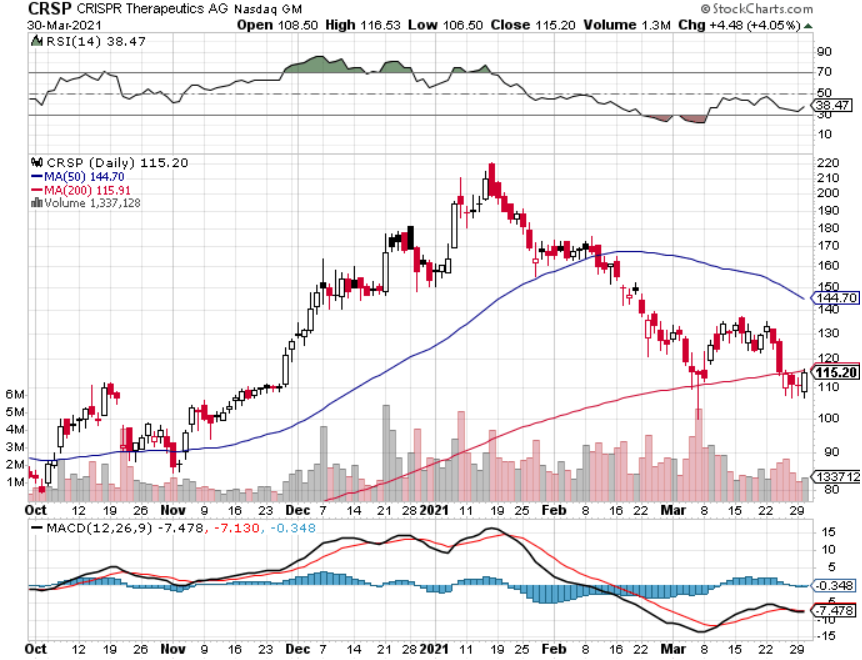 CRSP CRISPR Therapeutics AG Nasdaq GM © StockCharts.com
30-Mar-2021 Open 108.50 High 116.53 Low 106.50 Close 115.20 Volume 1.3M Chg +4.48 (+4.05%)
RSI(14) 38.47
90
70
50
38.47
30
10
CRSP (Daily) 115.20
MA(50) 144.70
MA(200) 115.91
Volume 1,337,128
220
210
200
190
180
170
160
150
144.70
140
130
120
115.20
110
100
90
80
6M
5M
4M
3M
2M
1M
133712
Oct 5 12 19 26 Nov 9 16 23 Dec 7 14 21 28 2021 11 19 25 Feb 8 16 22 Mar 8 15 22 29
MACD(12,26,9) -7.478, -7.130, -0.348
15
10
5
-0.348
-7.478
-10
-15
Oct 5 12 19 26 Nov 9 16 23 Dec 7 14 21 28 2021 11 19 25 Feb 8 16 22 Mar 8 15 22 29